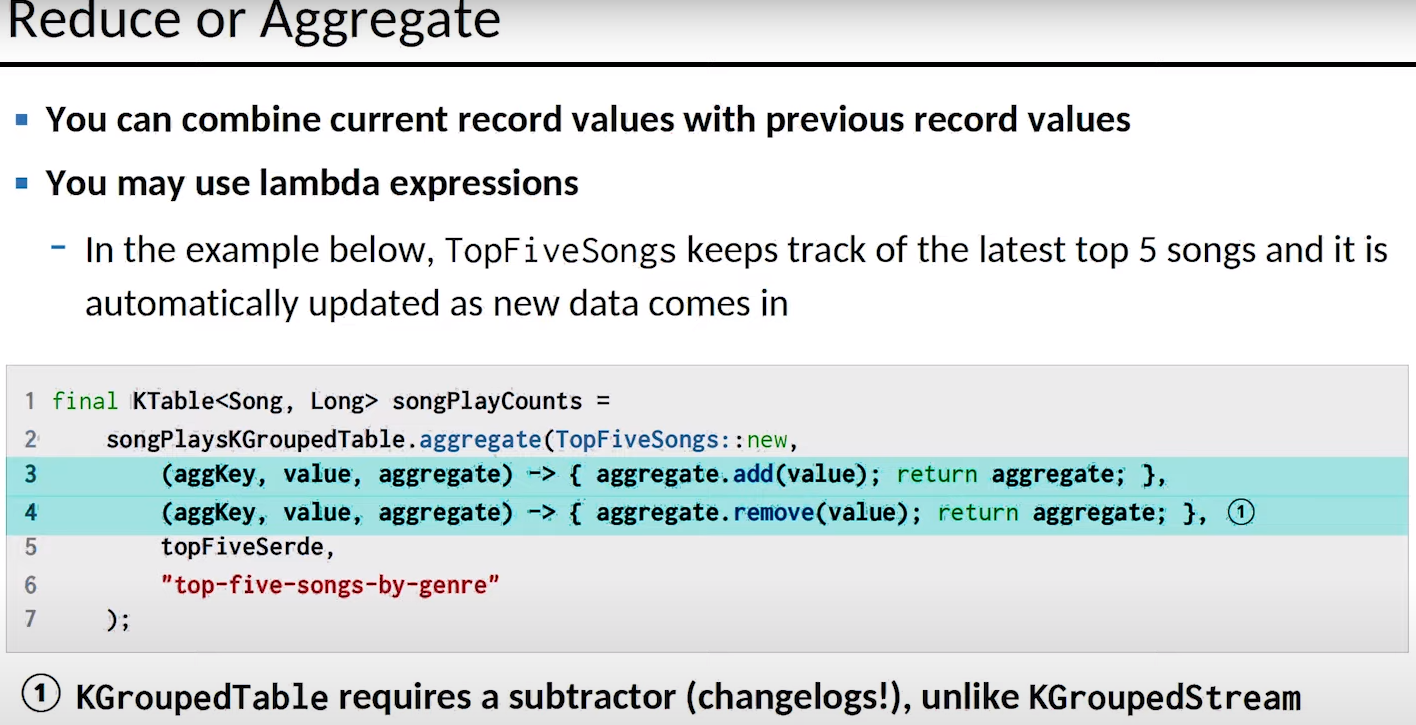 Reduce or Aggregate
▪ You can combine current record values with previous record values
▪ You may use lambda expressions
– In the example below, TopFiveSongs keeps track of the latest top 5 songs and it is
automatically updated as new data comes in
1 final KTable<Song, Long> songPlayCounts =
2 songPlaysKGroupedTable.aggregate(TopFiveSongs::new,
3 (aggKey, value, aggregate) -> { aggregate.add(value); return aggregate; },
4 (aggKey, value, aggregate) -> { aggregate.remove(value); return aggregate; }, ①
5 topFiveSerde,
6 "top-five-songs-by-genre"
7 );
① KGroupedTable requires a subtractor (changelogs!), unlike KGroupedStream